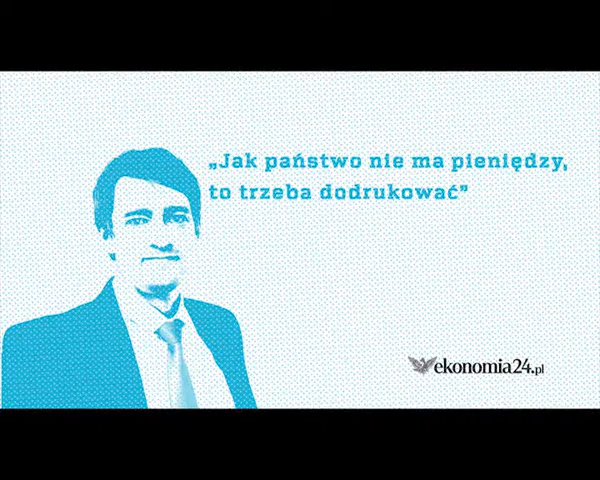 „Jak państwo nie ma pieniędzy,
to trzeba dodrukować”
ekonomia24.pl